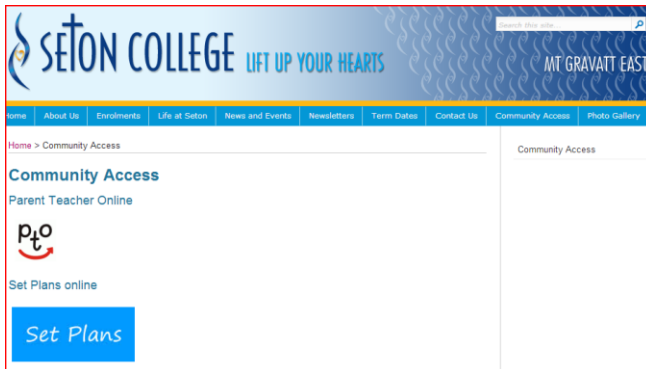 SETON COLLEGE LIFT UP YOUR HEARTS
Search this site...
MT GRAVATT EAST
Home About Us Enrolments Life at Seton News and Events Newsletters Term Dates Contact Us Community Access Photo Gallery
Home > Community Access
Community Access
Community Access
Parent Teacher Online
pto
Set Plans online
Set Plans